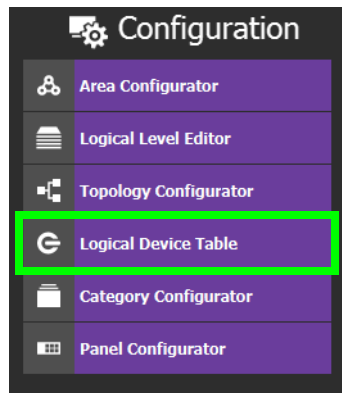 Configuration
Area Configurator
Logical Level Editor
Topology Configurator
Logical Device Table
Category Configurator
Panel Configurator